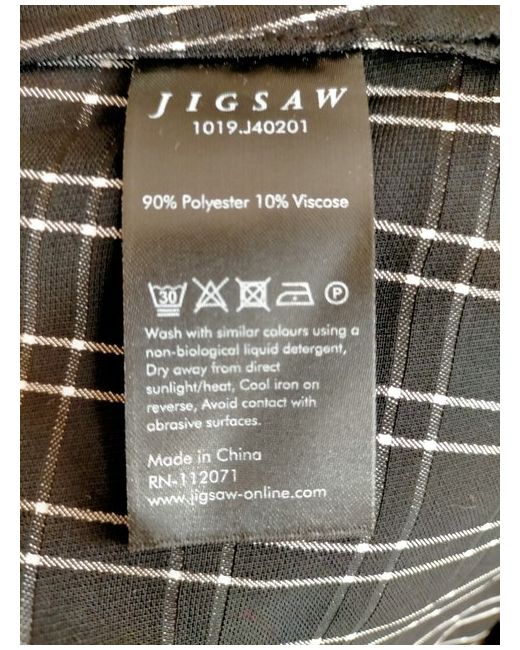 JIGSAW
1019.J40201
90% Polyester 10% Viscose
30
P
Wash with similar colours using a
non-biological liquid detergent,
Dry away from direct
sunlight/heat, Cool iron on
reverse, Avoid contact with
abrasive surfaces.
Made in China
RN-112071
www.jigsaw-online.com